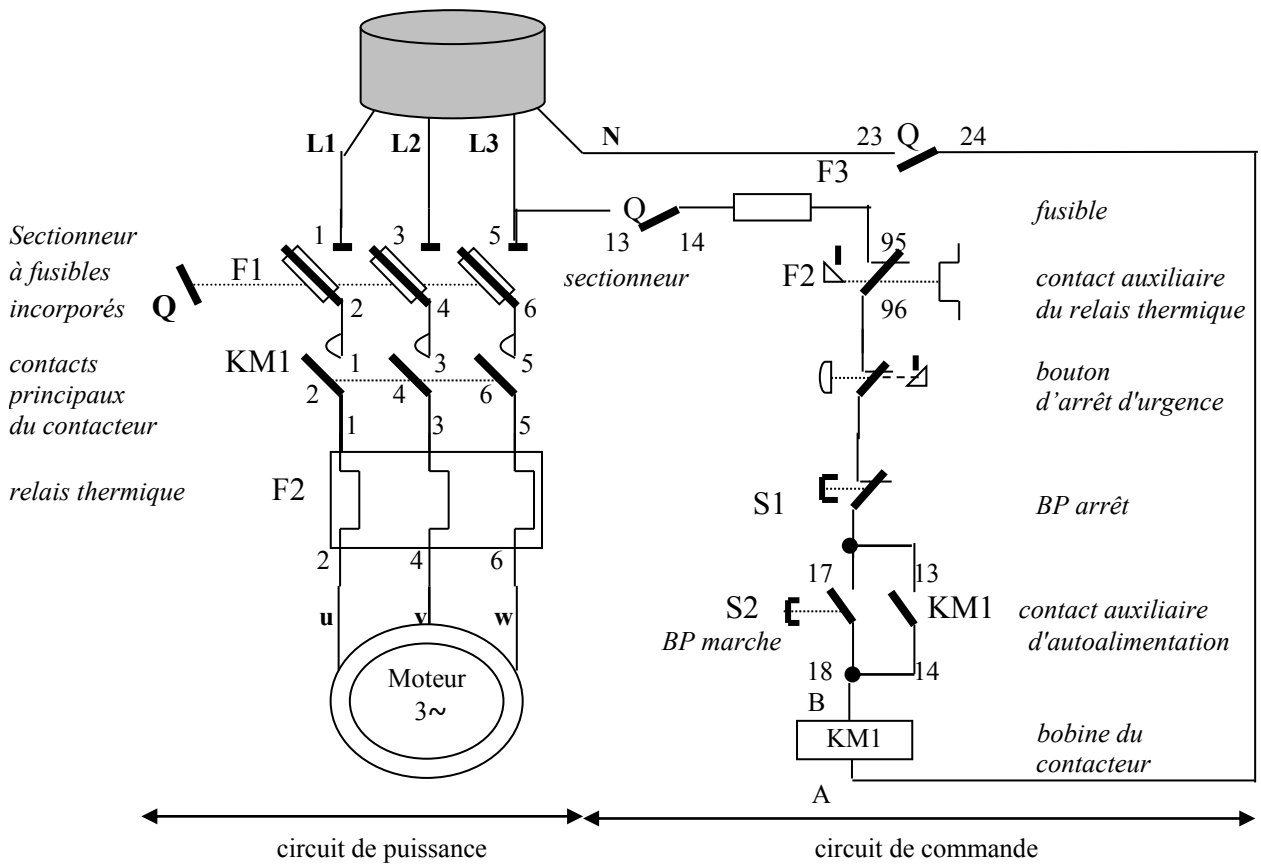 L1 L2 L3 N 23 Q 24
F3
Q
13 14
fusible
Sectionneur
à fusibles
incorporés
Q
F1
1 3 5
2 4 6
sectionneur
95
F2
96
contact auxiliaire
du relais thermique
contacts
principaux
du contacteur
KM1
1 3 5
2 4 6
1 3 5
bouton
d’arrêt d'urgence
relais thermique
F2
2 4 6
S1
BP arrêt
u v w
Moteur
3~
17 13
S2
BP marche
KM1
contact auxiliaire
d'autoalimentation
18 14
B
KM1
bobine du
contacteur
A
circuit de puissance
circuit de commande